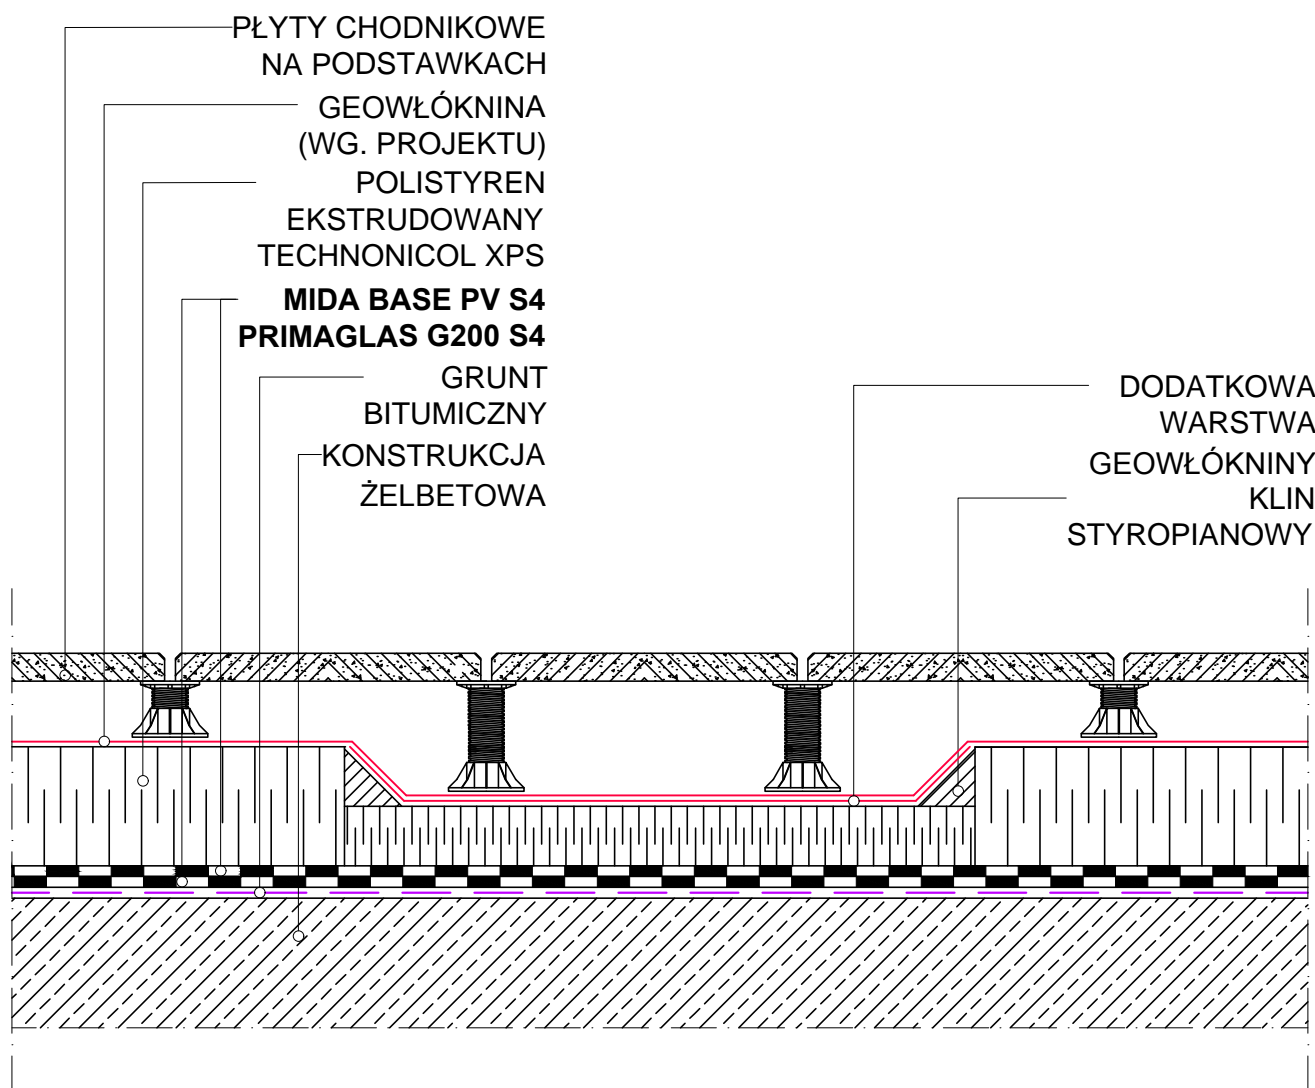 PŁYTY CHODNIKOWE
NA PODSTAWKACH
GEOWŁÓKNINA
(WG. PROJEKTU)
POLISTYREN
EKSTRUDOWANY
TECHNONICOL XPS
MIDA BASE PV S4
PRIMAGLAS G200 S4
GRUNT
BITUMICZNY
KONSTRUKCJA
ŻELBETOWA
DODATKOWA
WARSTWA
GEOWŁÓKNINY
KLIN
STYROPIANOWY